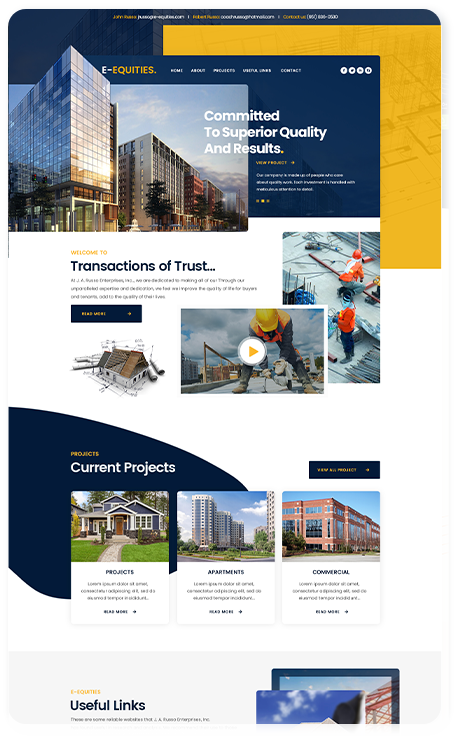 John Russo: jrusso@e-equities.com | Robert Russo: coachrusso@hotmail.com | Contact us:
E-EQUITIES.
HOME ABOUT PROJECTS USEFUL LINKS CONTACT
Committed
To Superior Quality
And Results.
VIEW PROJECT →
Our company is made up of people who care
about quality work. Each investment is handled with
meticulous attention to detail.
WELCOME TO
Transactions of Trust...
At J. A. Russo Enterprises, Inc., we are dedicated to making all of our Through our
unparalleled expertise and dedication, we feel we improve the quality of life for buyers
and tenants, add to the quality of their lives.
READ MORE →
PROJECTS
Current Projects
VIEW ALL PROJECT →
PROJECTS
Lorem ipsum dolor sit amet,
consectetur adipiscing elit, sed do
eiusmod tempor incididunt...
READ MORE →
APARTMENTS
Lorem ipsum dolor sit amet,
consectetur adipiscing elit, sed do
eiusmod tempor incididunt...
READ MORE →
COMMERCIAL
Lorem ipsum dolor sit amet,
consectetur adipiscing elit, sed do
eiusmod tempor incididunt...
READ MORE →
E-EQUITIES
Useful Links
These are some reliable websites that J. A. Russo Enterprises, Inc.